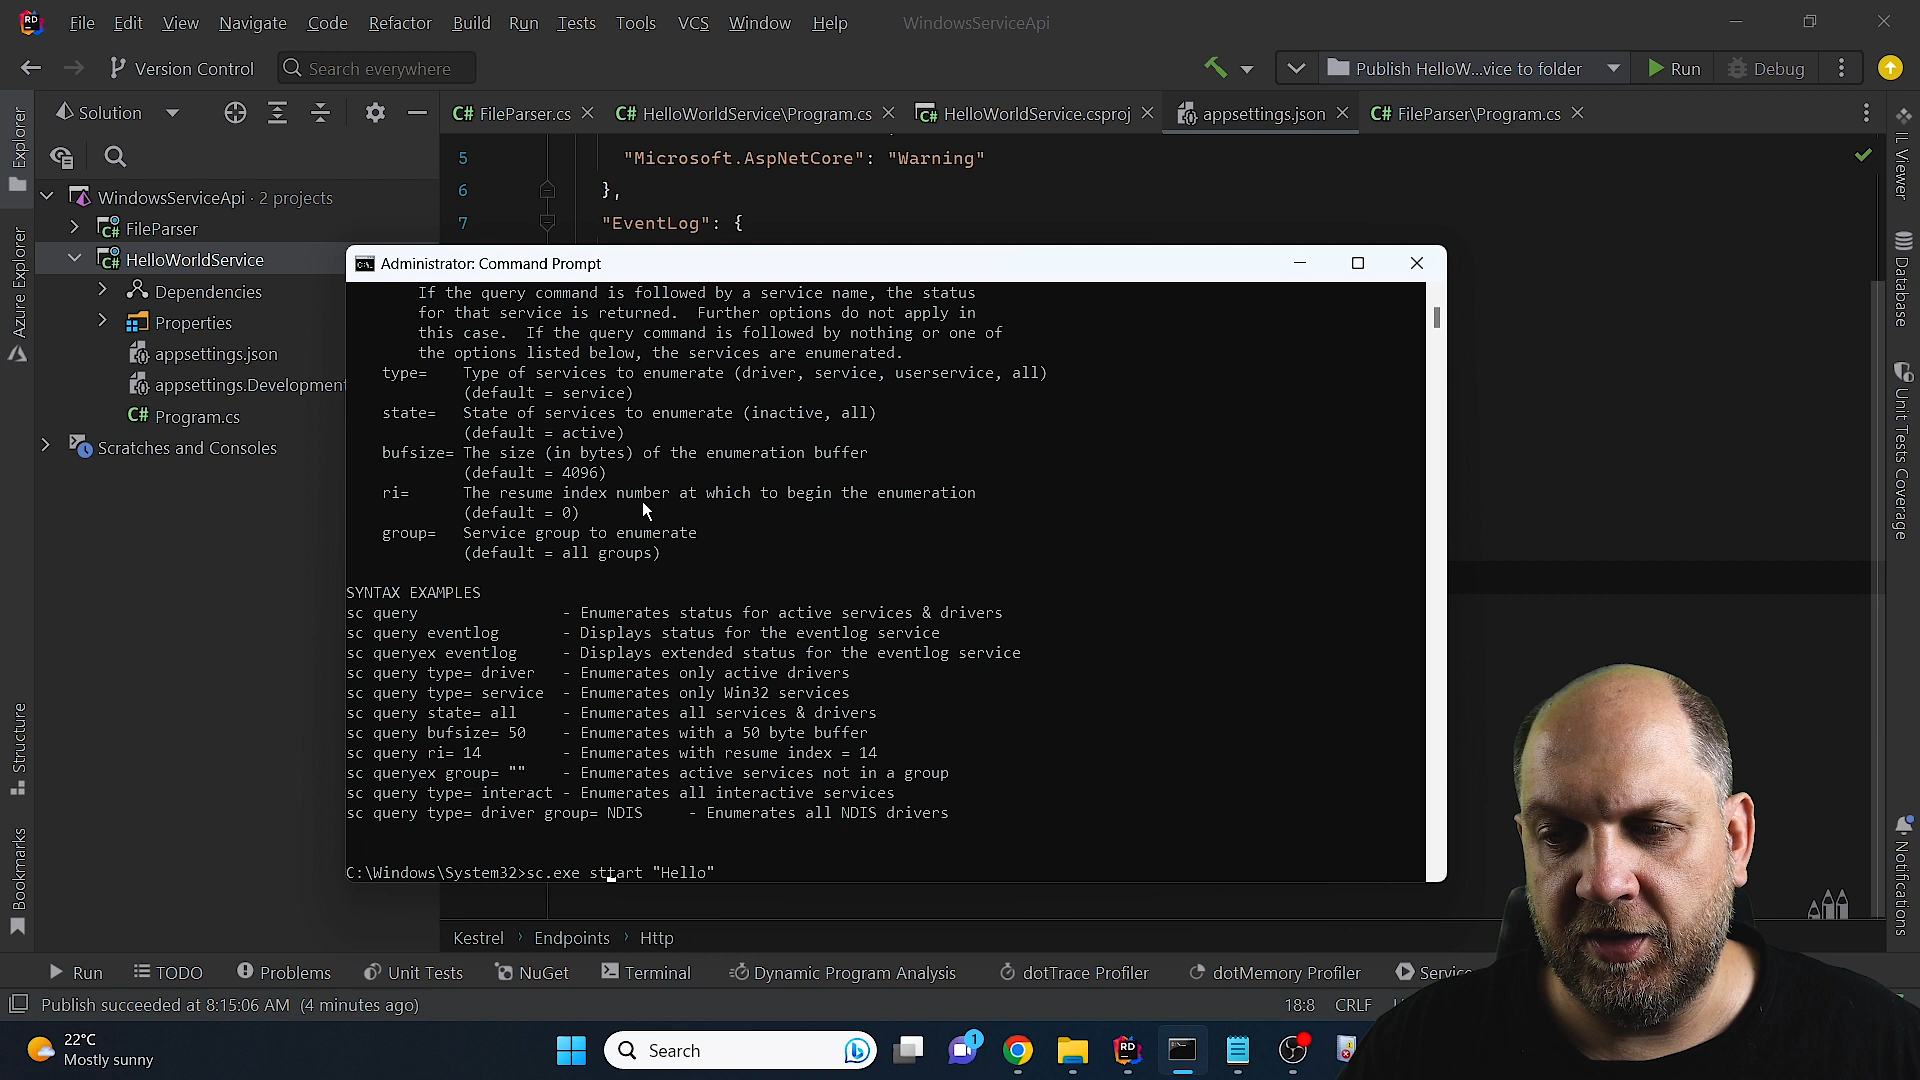 File Edit View Navigate Code Refactor Build Run Tests Tools VCS Window Help WindowsServiceApi
Version Control Search everywhere Publish HelloW...vice to folder Run Debug
Solution
C# FileParser.cs C# HelloWorldService\Program.cs HelloWorldService.csproj appsettings.json C# FileParser\Program.cs
Explorer
Azure Explorer
Structure
Bookmarks
WindowsServiceApi · 2 projects
FileParser
HelloWorldService
Dependencies
Properties
appsettings.json
appsettings.Development
C# Program.cs
Scratches and Consoles
5 "Microsoft.AspNetCore": "Warning"
6 },
7 "EventLog": {
Administrator: Command Prompt
If the query command is followed by a service name, the status
for that service is returned. Further options do not apply in
this case. If the query command is followed by nothing or one of
the options listed below, the services are enumerated.
type= Type of services to enumerate (driver, service, userservice, all)
(default = service)
state= State of services to enumerate (inactive, all)
(default = active)
bufsize= The size (in bytes) of the enumeration buffer
(default = 4096)
ri= The resume index number at which to begin the enumeration
(default = 0)
group= Service group to enumerate
(default = all groups)
SYNTAX EXAMPLES
sc query - Enumerates status for active services & drivers
sc query eventlog - Displays status for the eventlog service
sc queryex eventlog - Displays extended status for the eventlog service
sc query type= driver - Enumerates only active drivers
sc query type= service - Enumerates only Win32 services
sc query state= all - Enumerates all services & drivers
sc query bufsize= 50 - Enumerates with a 50 byte buffer
sc query ri= 14 - Enumerates with resume index = 14
sc queryex group= "" - Enumerates active services not in a group
sc query type= interact - Enumerates all interactive services
sc query type= driver group= NDIS - Enumerates all NDIS drivers
C:\Windows\System32>sc.exe sttart "Hello"
IL Viewer
Database
Unit Tests Coverage
Notifications
Kestrel › Endpoints › Http
Run TODO Problems Unit Tests NuGet Terminal Dynamic Program Analysis dotTrace Profiler dotMemory Profiler
Publish succeeded at 8:15:06 AM (4 minutes ago) 18:8 CRLF
22°C
Mostly sunny
Search
1
RD